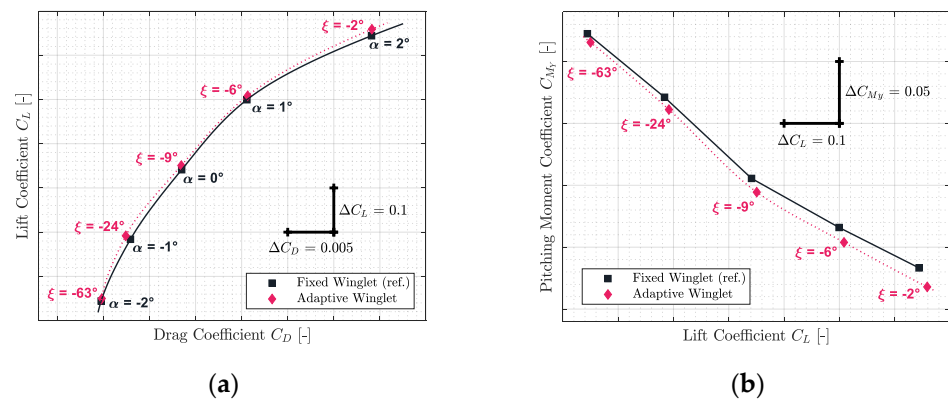 ξ = -2°
α = 2°
ξ = -6°
α = 1°
ξ = -9°
α = 0°
ξ = -24°
α = -1°
ξ = -63°
α = -2°
ΔC_L = 0.1
ΔC_D = 0.005
Fixed Winglet (ref.)
Adaptive Winglet
Lift Coefficient C_L [-]
Drag Coefficient C_D [-]
(a)
ξ = -63°
ξ = -24°
ξ = -9°
ξ = -6°
ξ = -2°
ΔC_My = 0.05
ΔC_L = 0.1
Fixed Winglet (ref.)
Adaptive Winglet
Pitching Moment Coefficient C_MY [-]
Lift Coefficient C_L [-]
(b)